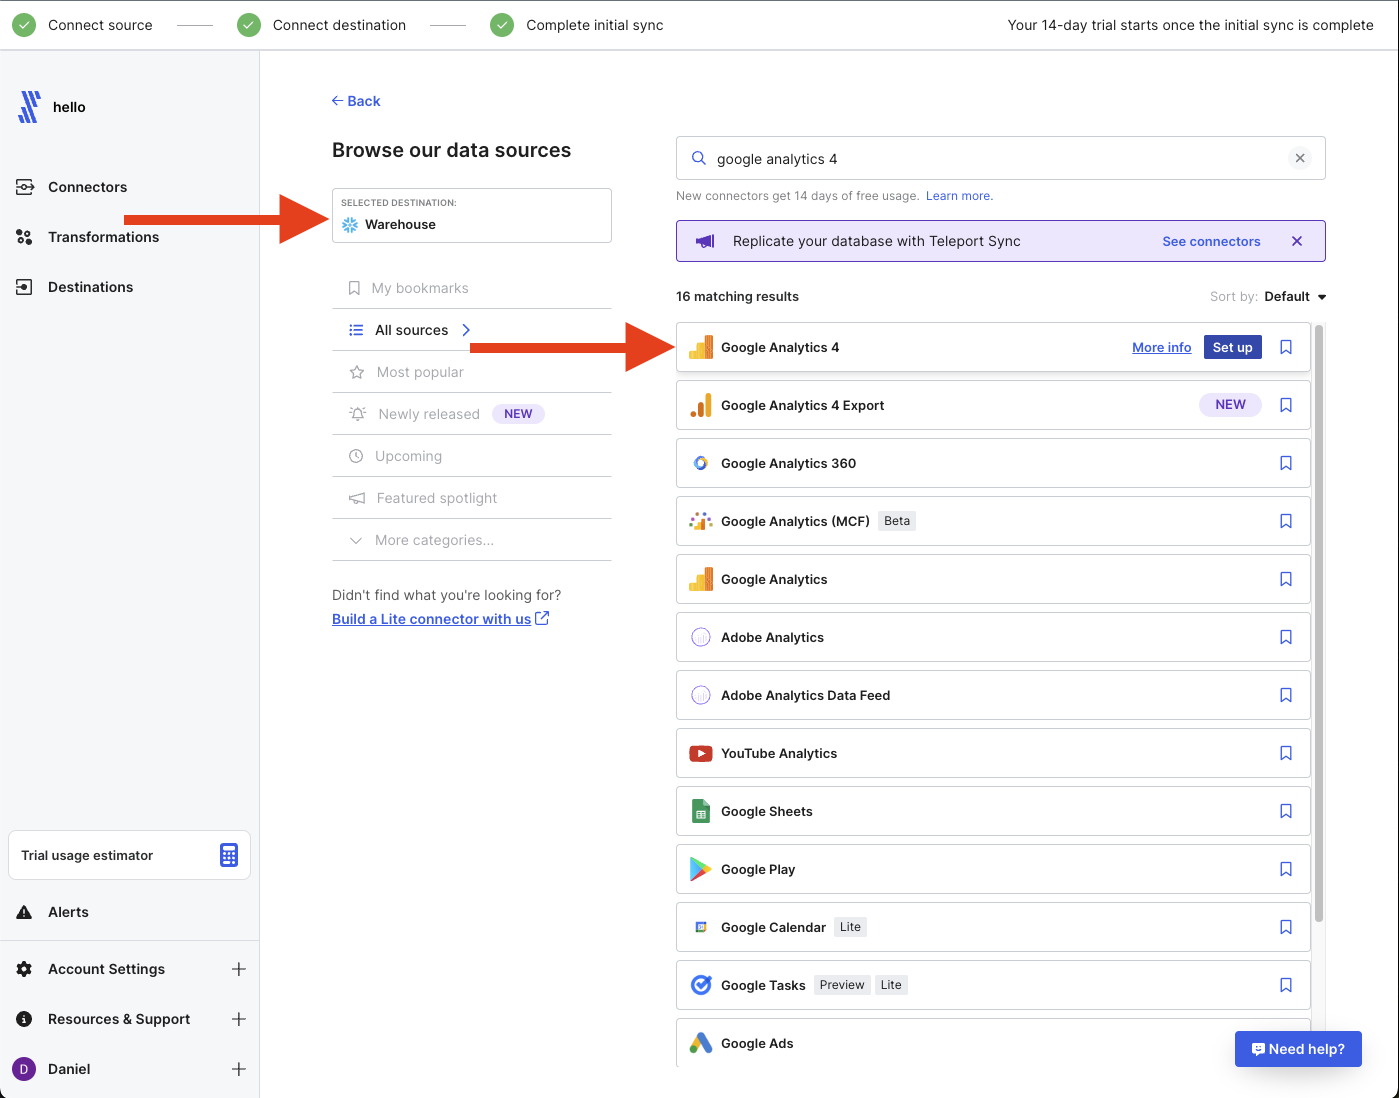 Connect source
Connect destination
Complete initial sync
Your 14-day trial starts once the initial sync is complete
hello
Connectors
Transformations
Destinations
Trial usage estimator
Alerts
Account Settings
Resources & Support
D
Daniel
Back
Browse our data sources
SELECTED DESTINATION:
Warehouse
My bookmarks
All sources
Most popular
Newly released NEW
Upcoming
Featured spotlight
More categories...
Didn't find what you're looking for?
Build a Lite connector with us
google analytics 4
New connectors get 14 days of free usage. Learn more.
Replicate your database with Teleport Sync See connectors
16 matching results Sort by: Default
Google Analytics 4 More info Set up
Google Analytics 4 Export NEW
Google Analytics 360
Google Analytics (MCF) Beta
Google Analytics
Adobe Analytics
Adobe Analytics Data Feed
YouTube Analytics
Google Sheets
Google Play
Google Calendar Lite
Google Tasks Preview Lite
Google Ads
Need help?